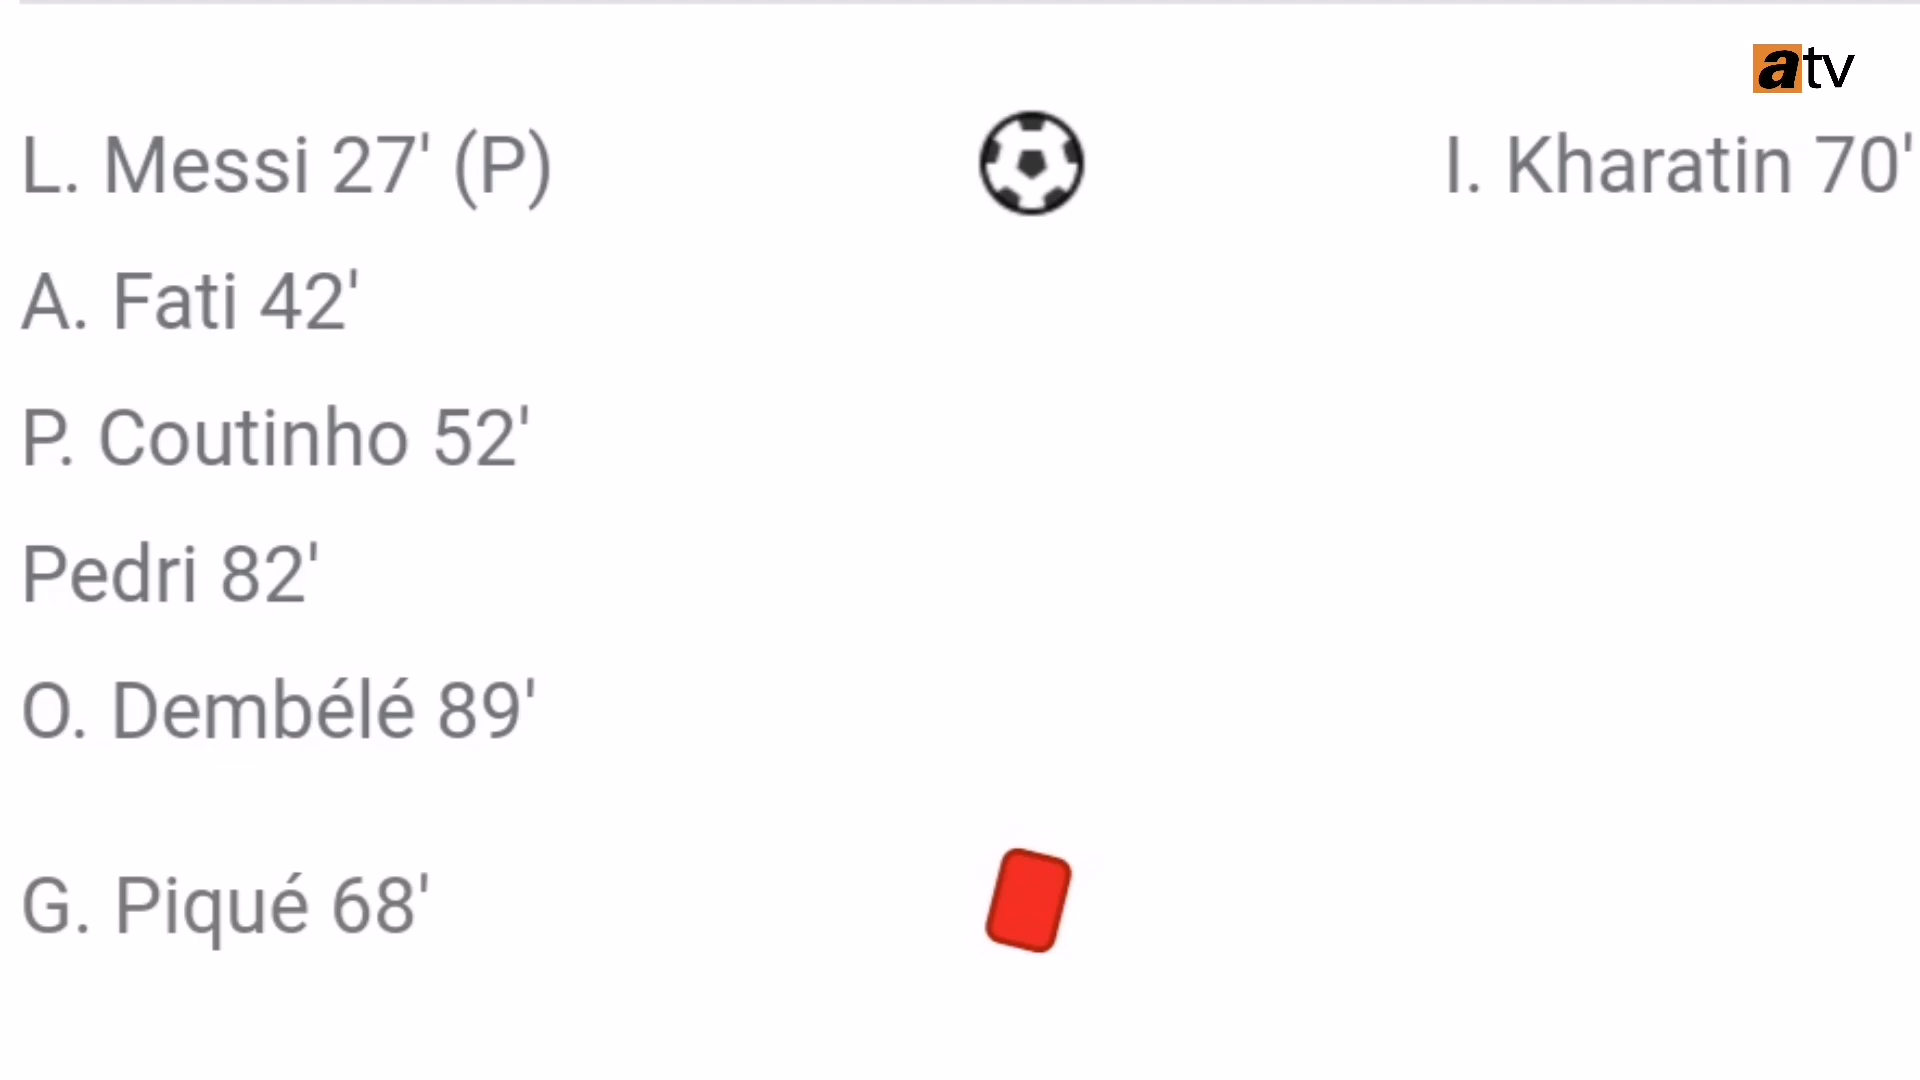 atv
L. Messi 27' (P)
I. Kharatin 70'
A. Fati 42'
P. Coutinho 52'
Pedri 82'
O. Dembélé 89'
G. Piqué 68'